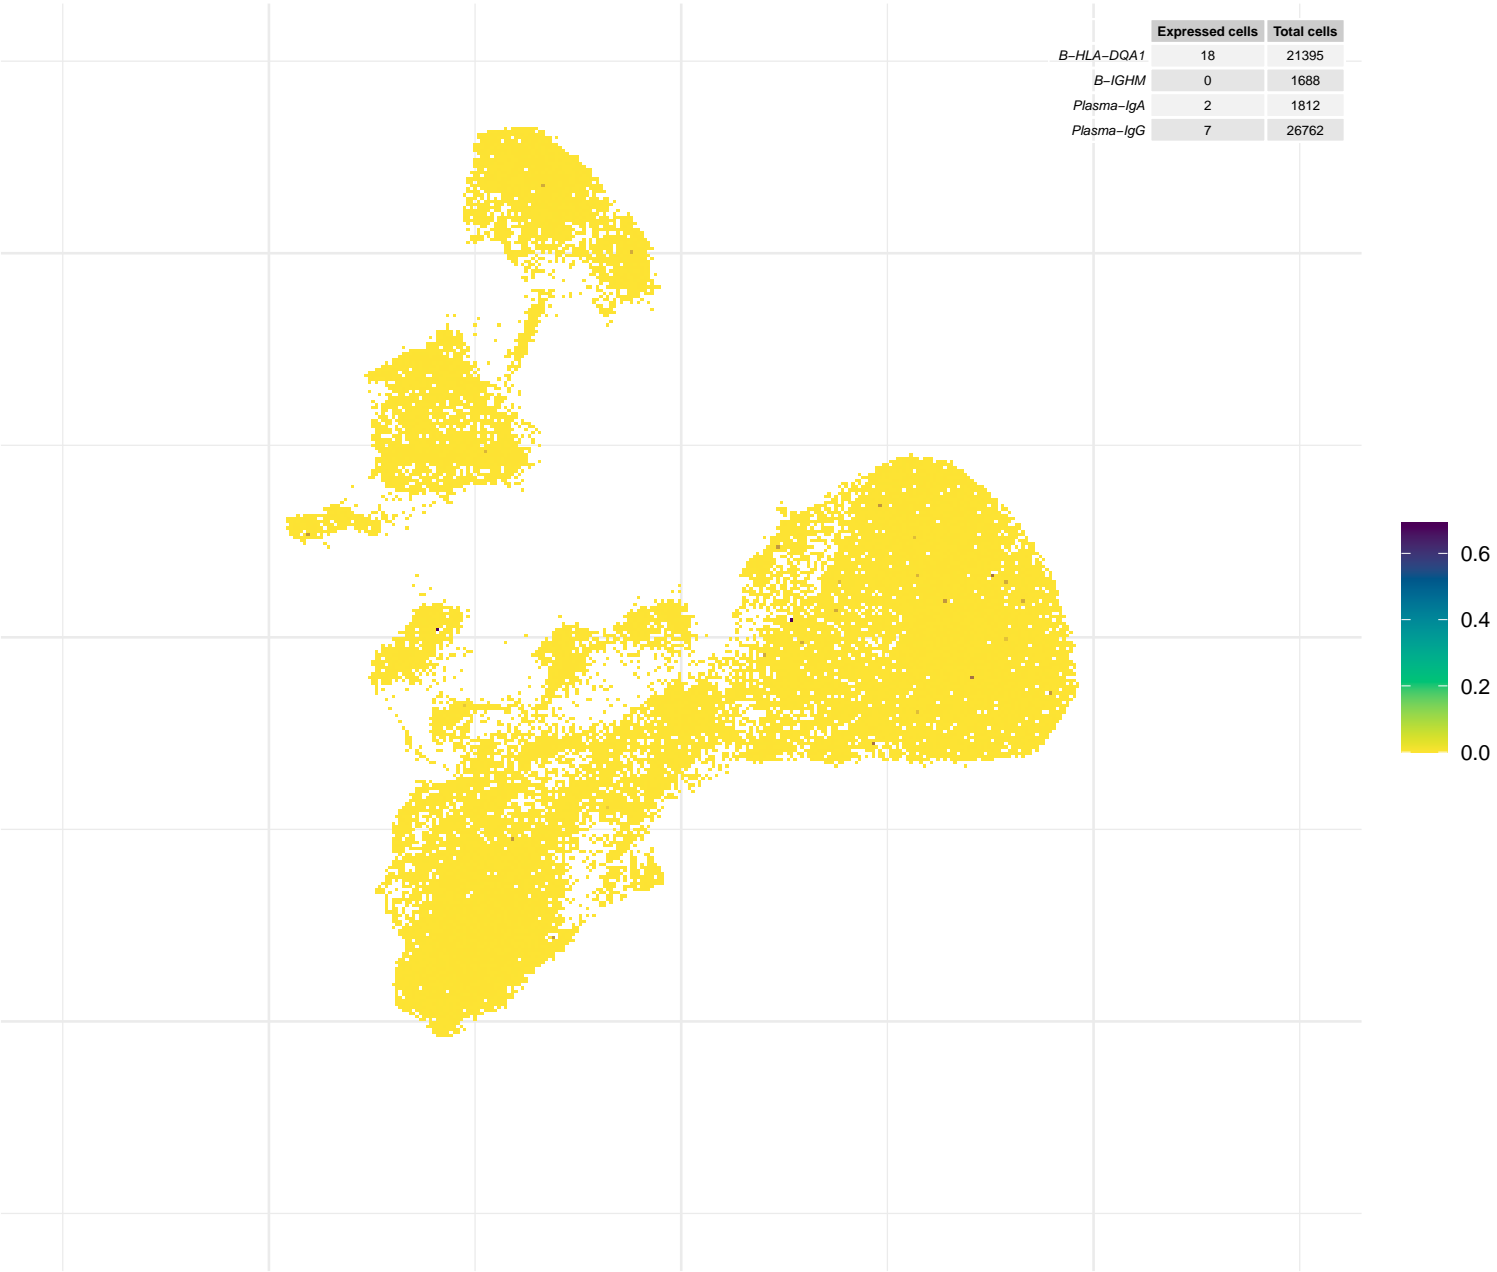 Expressed cells Total cells
B−HLA−DQA1 18 21395
B−IGHM 0 1688
Plasma−IgA 2 1812
Plasma−IgG 7 26762
0.6
0.4
0.2
0.0